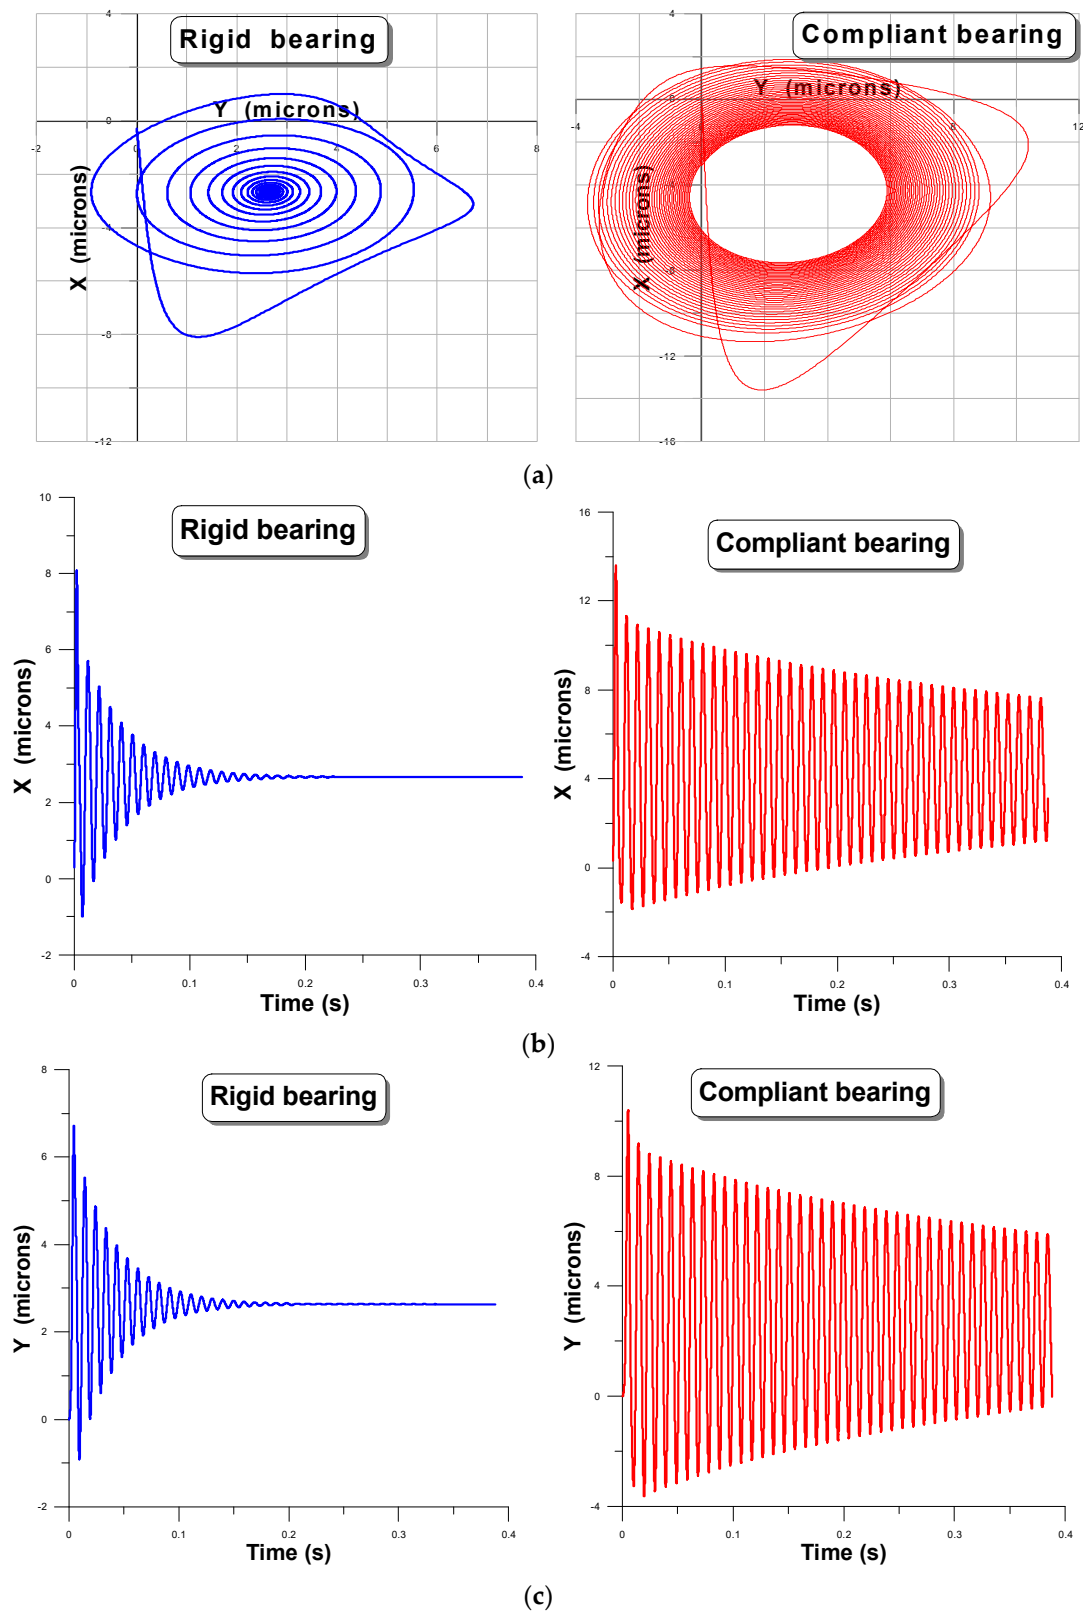 Rigid bearing
Y (microns)
-2 0 2 4 6 8
0
-4
-8
-12
X (microns)
Compliant bearing
Y (microns)
4
-4 8 12
-8
-12
-16
X (microns)
(a)
Rigid bearing
10
8
6
4
2
0
-2
X (microns)
0 0.1 0.2 0.3 0.4
Time (s)
Compliant bearing
16
12
8
4
0
-4
X (microns)
0 0.1 0.2 0.3 0.4
Time (s)
(b)
Rigid bearing
8
6
4
2
0
-2
Y (microns)
0 0.1 0.2 0.3 0.4
Time (s)
Compliant bearing
12
8
4
0
-4
Y (microns)
0 0.1 0.2 0.3 0.4
Time (s)
(c)